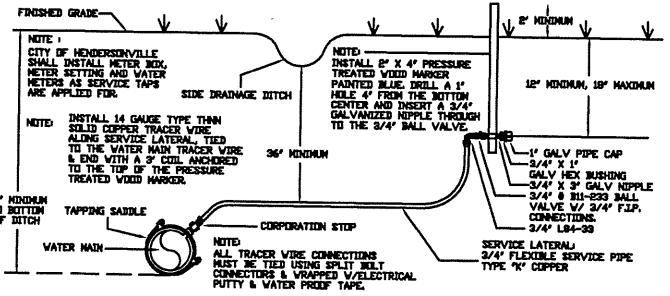 FINISHED GRADE
NOTE :
CITY OF HENDERSONVILLE
SHALL INSTALL METER BOX,
METER SETTING AND WATER
METERS AS SERVICE TAPS
ARE APPLIED FOR.
SIDE DRAINAGE DITCH
NOTE:
INSTALL 2" X 4" PRESSURE
TREATED WOOD MARKER
PAINTED BLUE. DRILL A 1"
HOLE 4" FROM THE BOTTOM
CENTER AND INSERT A 3/4"
GALVANIZED NIPPLE THROUGH
TO THE 3/4" BALL VALVE.
2' MINIMUM
12" MINIMUM, 18" MAXIMUM
NOTE:
INSTALL 14 GAUGE TYPE THNN
SOLID COPPER TRACER WIRE
ALONG SERVICE LATERAL, TIED
TO THE WATER MAIN TRACER WIRE
& END WITH A 3' COIL ANCHORED
TO THE TOP OF THE PRESSURE
TREATED WOOD MARKER.
36" MINIMUM
1" GALV PIPE CAP
3/4" X 1"
GALV HEX BUSHING
3/4" X 3" GALV NIPPLE
3/4" B11-233 BALL
VALVE W/ 3/4" F.I.P.
CONNECTIONS.
3/4" L84-33
" MINIMUM
BOTTOM
F DITCH
TAPPING SADDLE
WATER MAIN
CORPORATION STOP
NOTE:
ALL TRACER WIRE CONNECTIONS
MUST BE TIED USING SPLIT BOLT
CONNECTORS & WRAPPED W/ELECTRICAL
PUTTY & WATER PROOF TAPE.
SERVICE LATERAL:
3/4" FLEXIBLE SERVICE PIPE
TYPE "K" COPPER